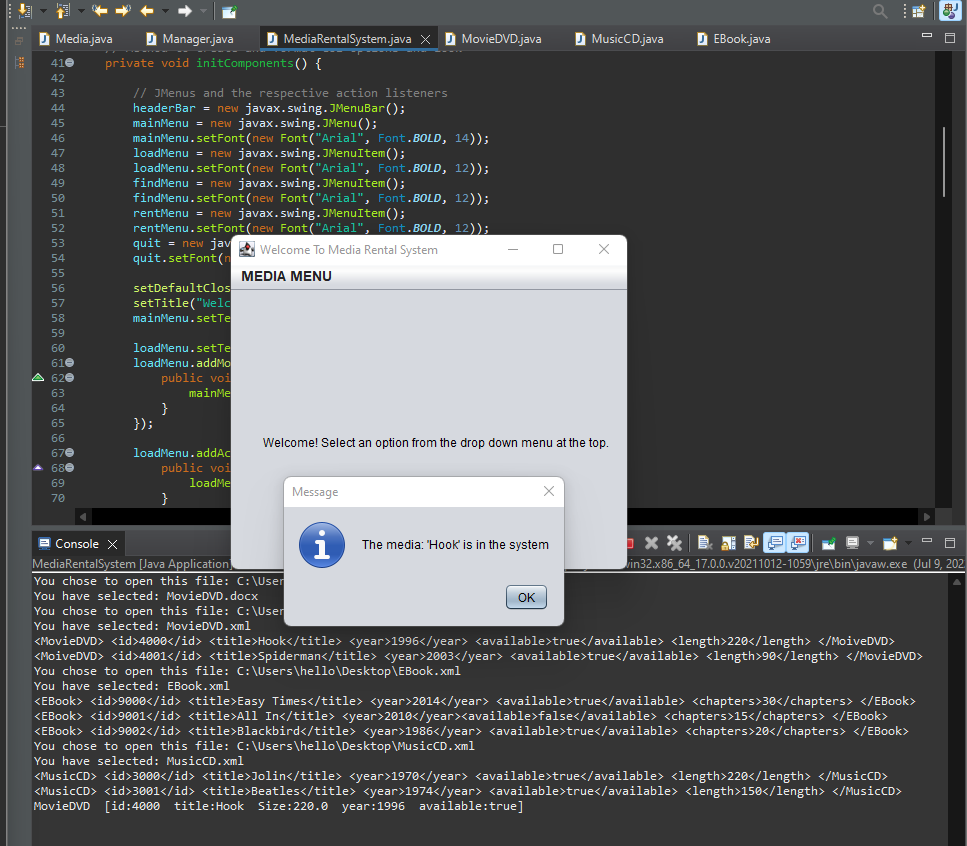 Media.java
Manager.java
MediaRentalSystem.java
MovieDVD.java
MusicCD.java
EBook.java
41 private void initComponents() {
42
43 // JMenus and the respective action listeners
44 headerBar = new javax.swing.JMenuBar();
45 mainMenu = new javax.swing.JMenu();
46 mainMenu.setFont(new Font("Arial", Font.BOLD, 14));
47 loadMenu = new javax.swing.JMenuItem();
48 loadMenu.setFont(new Font("Arial", Font.BOLD, 12));
49 findMenu = new javax.swing.JMenuItem();
50 findMenu.setFont(new Font("Arial", Font.BOLD, 12));
51 rentMenu = new javax.swing.JMenuItem();
52 rentMenu.setFont(new Font("Arial", Font.BOLD, 12));
53 quit = new jav
54 quit.setFont(n
55
56 setDefaultClos
57 setTitle("Welc
58 mainMenu.setTe
59
60 loadMenu.setTe
61 loadMenu.addMo
62 public voi
63 mainMe
64 }
65 });
66
67 loadMenu.addAc
68 public voi
69 loadMe
70 }
Welcome To Media Rental System
MEDIA MENU
Welcome! Select an option from the drop down menu at the top.
Message
The media: 'Hook' is in the system
OK
Console
MediaRentalSystem [Java Application]
win32.x86_64_17.0.0.v20211012-1059\jre\bin\javaw.exe (Jul 9, 202
You chose to open this file: C:\User
You have selected: MovieDVD.docx
You chose to open this file: C:\User
You have selected: MovieDVD.xml
<MovieDVD> <id>4000</id> <title>Hook</title> <year>1996</year> <available>true</available> <length>220</length> </MoiveDVD>
<MoiveDVD> <id>4001</id> <title>Spiderman</title> <year>2003</year> <available>true</available> <length>90</length> </MovieDVD>
You chose to open this file: C:\Users\hello\Desktop\EBook.xml
You have selected: EBook.xml
<EBook> <id>9000</id> <title>Easy Times</title> <year>2014</year> <available>true</available> <chapters>30</chapters> </EBook>
<EBook> <id>9001</id> <title>All In</title> <year>2010</year><available>false</available> <chapters>15</chapters> </EBook>
<EBook> <id>9002</id> <title>Blackbird</title> <year>1986</year> <available>true</available> <chapters>20</chapters> </EBook>
You chose to open this file: C:\Users\hello\Desktop\MusicCD.xml
You have selected: MusicCD.xml
<MusicCD> <id>3000</id> <title>Jolin</title> <year>1970</year> <available>true</available> <length>220</length> </MusicCD>
<MusicCD> <id>3001</id> <title>Beatles</title> <year>1974</year> <available>true</available> <length>150</length> </MusicCD>
MovieDVD [id:4000 title:Hook Size:220.0 year:1996 available:true]